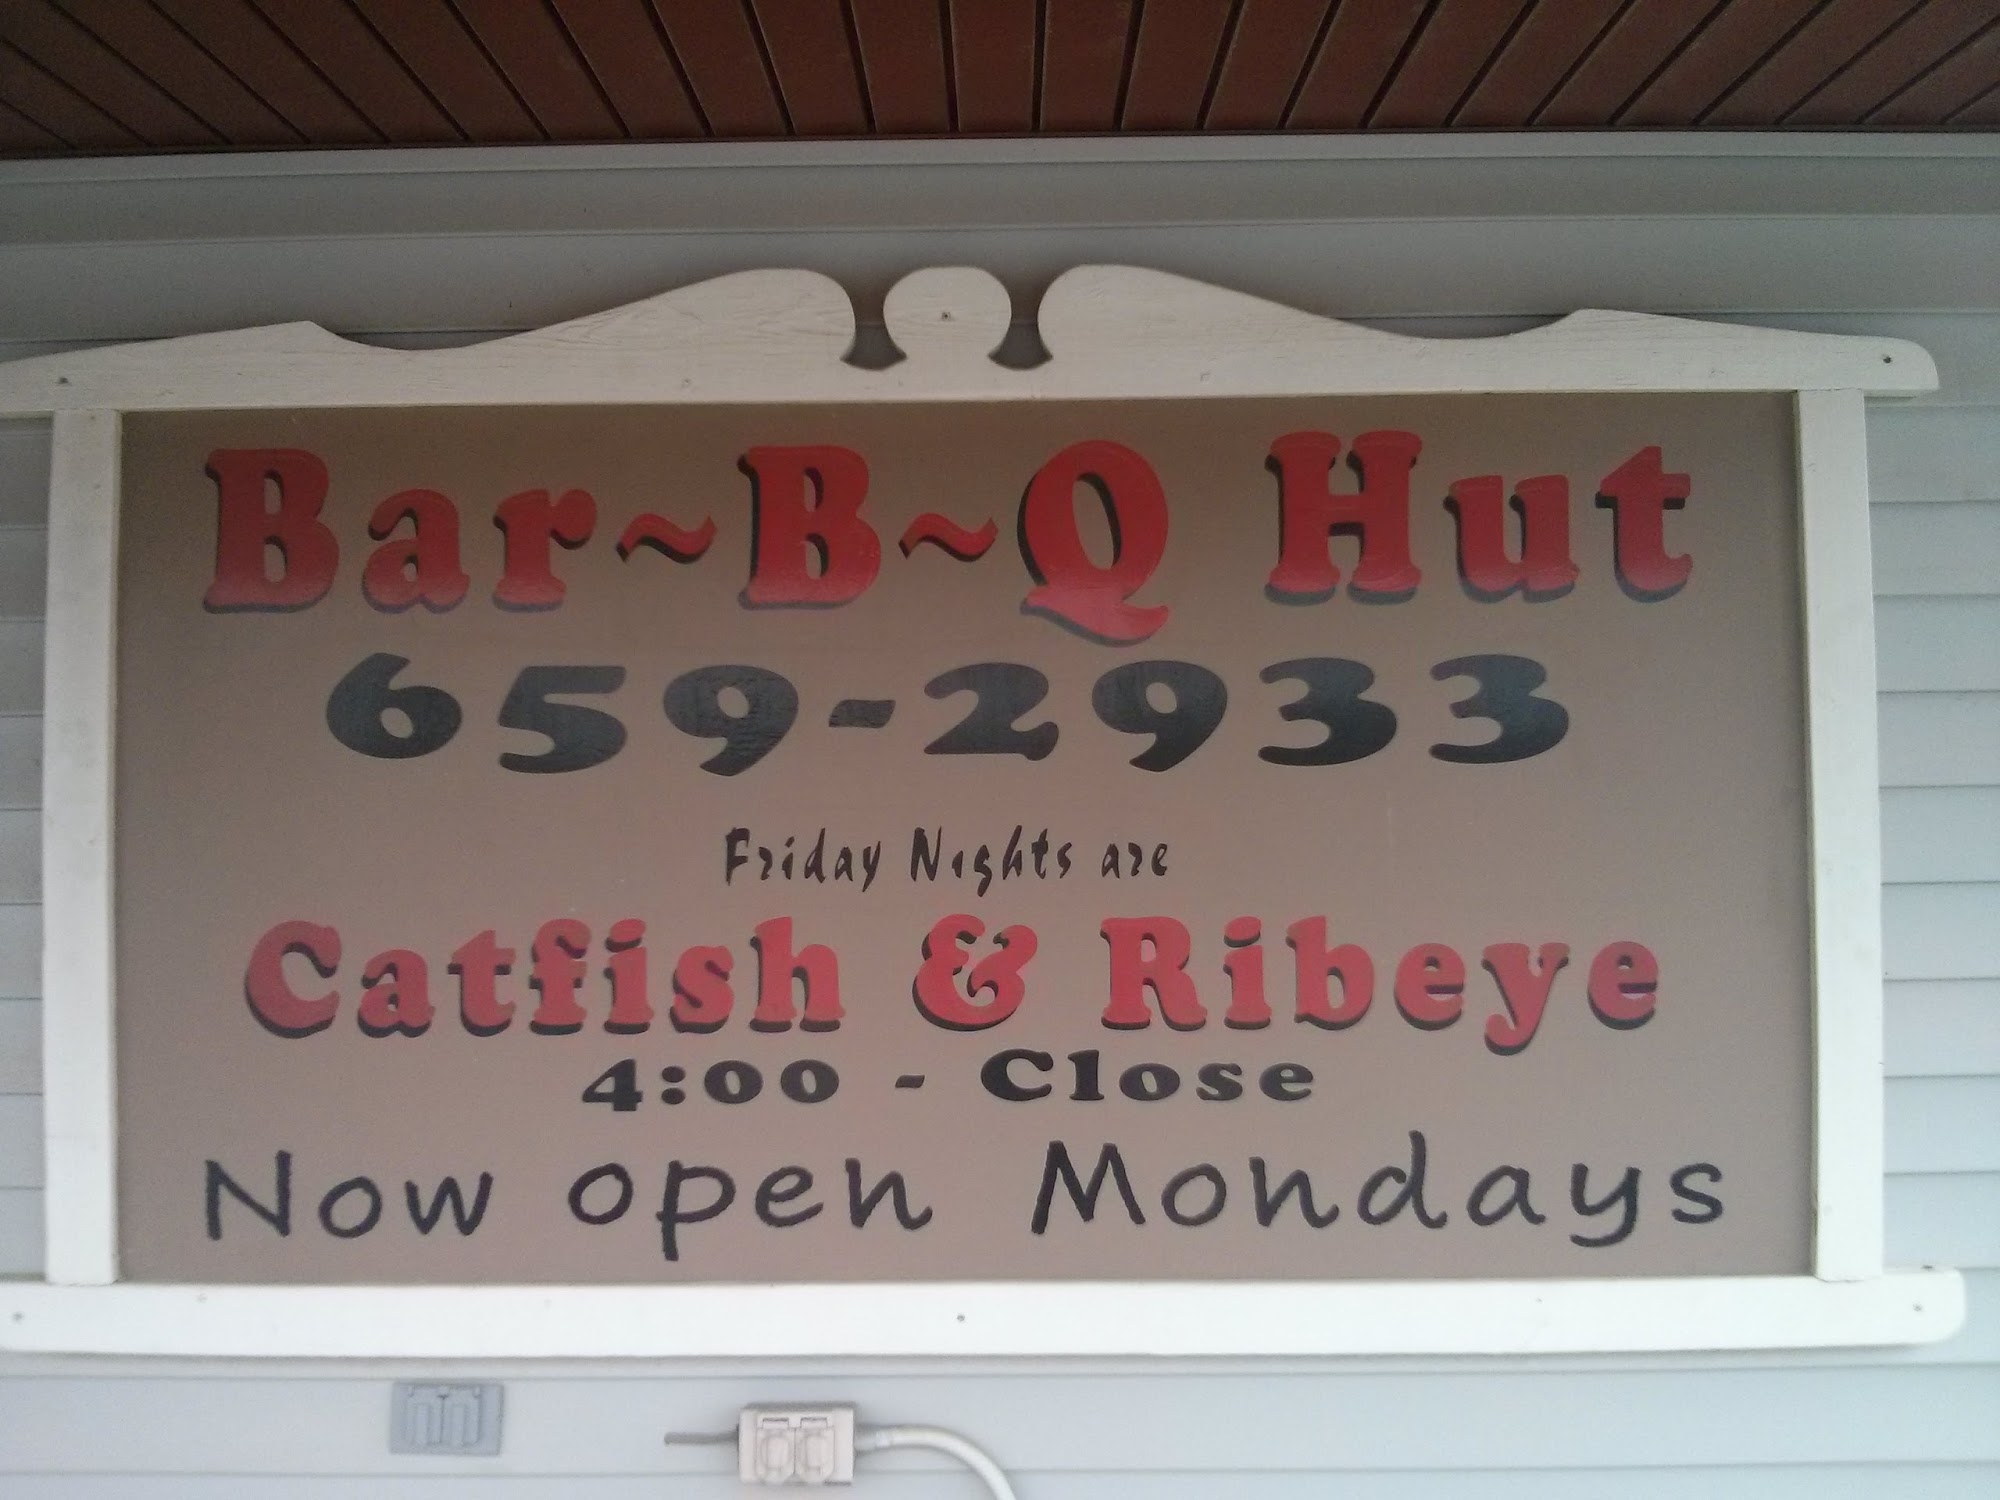 Bar~B~Q Hut
659-2933
Friday Nights are
Catfish & Ribeye
4:00 - Close
Now open Mondays